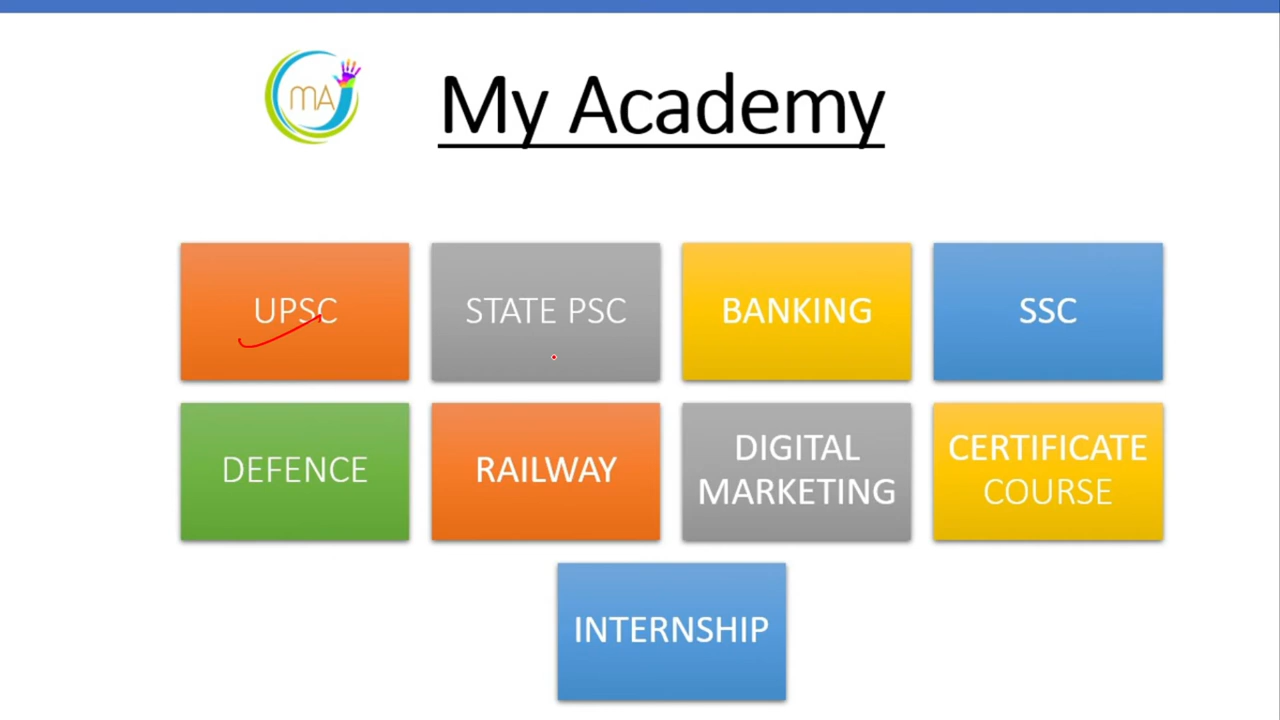 MA
My Academy
UPSC
STATE PSC
BANKING
SSC
DEFENCE
RAILWAY
DIGITAL
MARKETING
CERTIFICATE
COURSE
INTERNSHIP